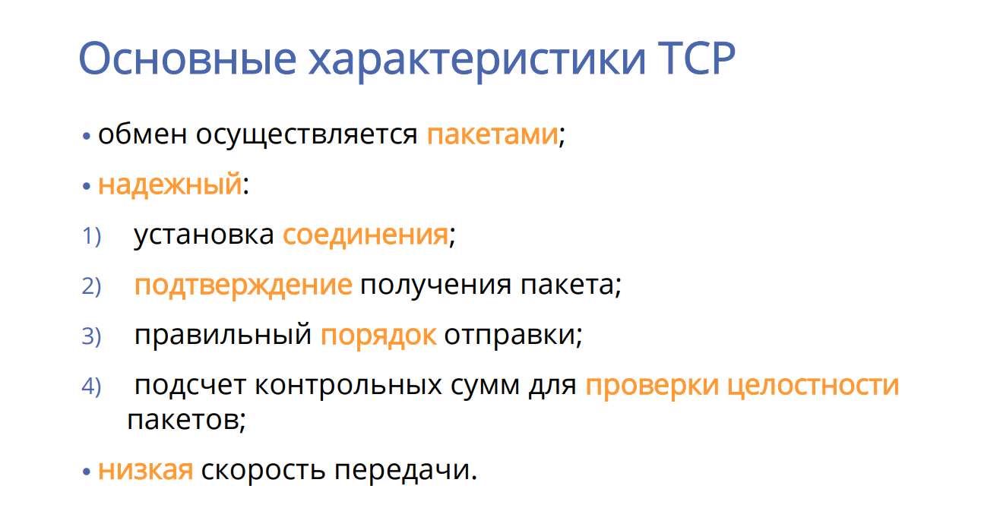 Основные характеристики TCP
• обмен осуществляется пакетами;
• надежный:
1) установка соединения;
2) подтверждение получения пакета;
3) правильный порядок отправки;
4) подсчет контрольных сумм для проверки целостности
пакетов;
• низкая скорость передачи.